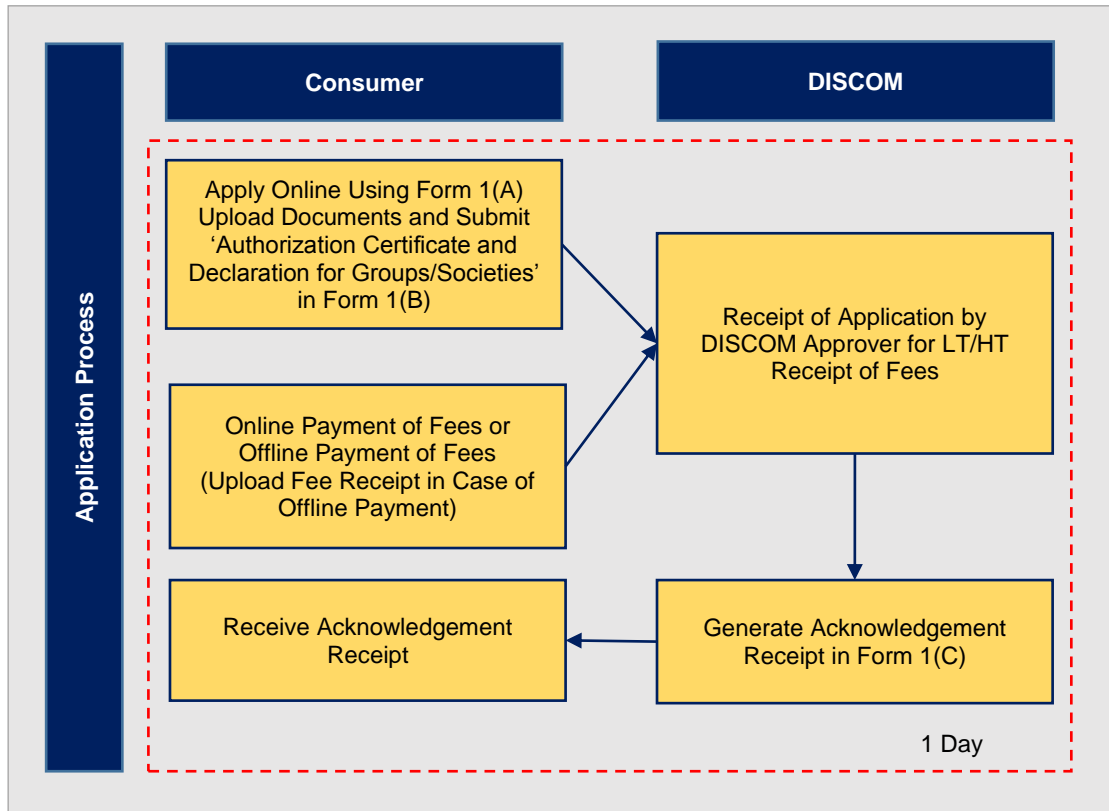 Application Process
Consumer
DISCOM
Apply Online Using Form 1(A)
Upload Documents and Submit
‘Authorization Certificate and
Declaration for Groups/Societies’
in Form 1(B)
Receipt of Application by
DISCOM Approver for LT/HT
Receipt of Fees
Online Payment of Fees or
Offline Payment of Fees
(Upload Fee Receipt in Case of
Offline Payment)
Receive Acknowledgement
Receipt
Generate Acknowledgement
Receipt in Form 1(C)
1 Day